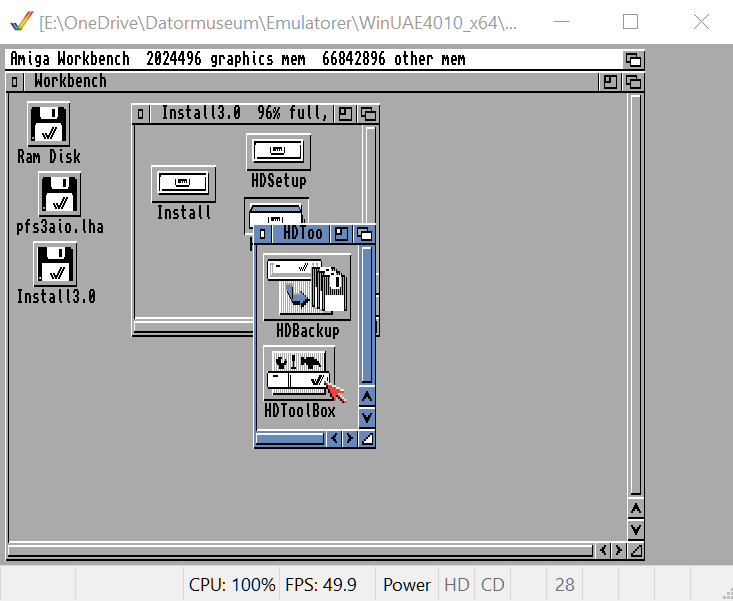 [E:\OneDrive\Datormuseum\Emulatorer\WinUAE4010_x64\...
Amiga Workbench 2024496 graphics mem 66842896 other mem
Workbench
Install3.0 96% full,
Ram Disk
HDSetup
Install
pfs3aio.lha
HDToo
Install3.0
HDBackup
HDToolBox
CPU: 100% FPS: 49.9 Power HD CD 28